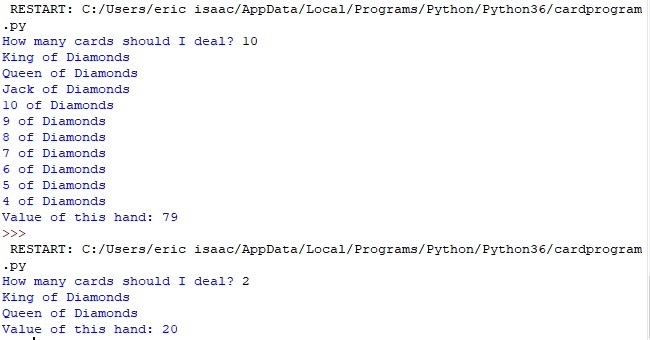 RESTART: C:/Users/eric isaac/AppData/Local/Programs/Python/Python36/cardprogram
.py
How many cards should I deal? 10
King of Diamonds
Queen of Diamonds
Jack of Diamonds
10 of Diamonds
9 of Diamonds
8 of Diamonds
7 of Diamonds
6 of Diamonds
5 of Diamonds
4 of Diamonds
Value of this hand: 79
>>>
RESTART: C:/Users/eric isaac/AppData/Local/Programs/Python/Python36/cardprogram
.py
How many cards should I deal? 2
King of Diamonds
Queen of Diamonds
Value of this hand: 20